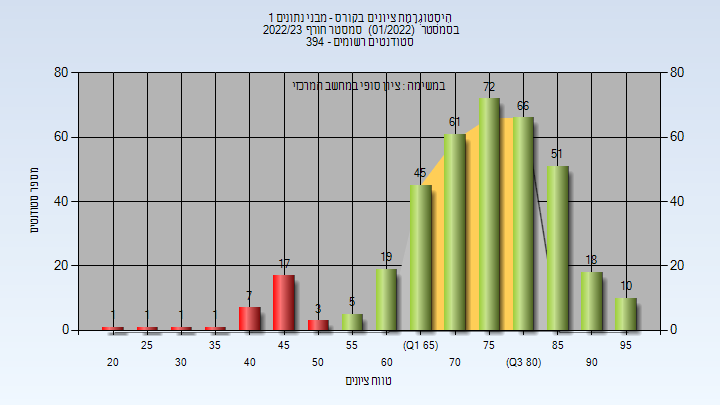 היסטוגרמת ציונים בקורס - מבני נתונים 1
בסמסטר (01/2022) סמסטר חורף 2022/23
סטודנטים רשומים - 394
במשימה : ציון סופי במחשב המרכזי
מספר סטודנטים
80 80
60 60
40 40
20 20
0 0
1 1 1 1 7 17 3 5 19 45 61 72 66 51 18 10
25 35 45 55 (Q1 65) 75 85 95
20 30 40 50 60 70 (Q3 80) 90
טווח ציונים